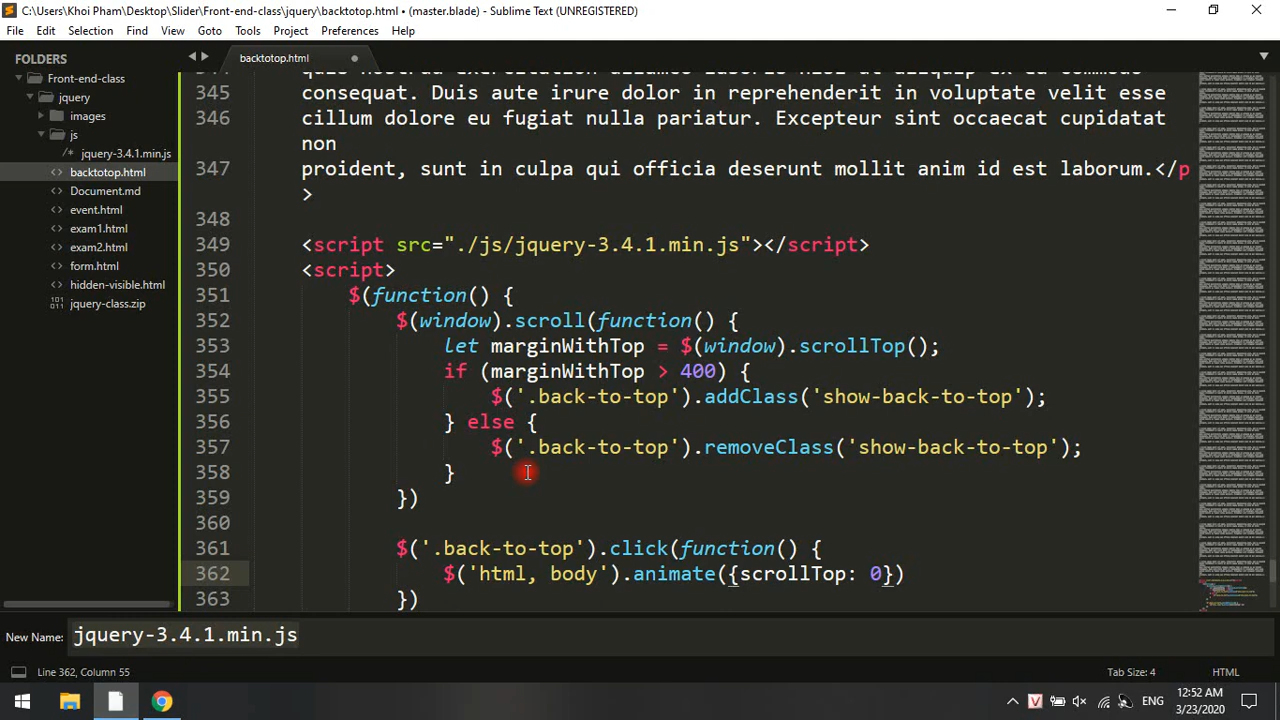 C:\Users\Khoi Pham\Desktop\Slider\Front-end-class\jquery\backtotop.html • (master.blade) - Sublime Text (UNREGISTERED)
File Edit Selection Find View Goto Tools Project Preferences Help
FOLDERS
Front-end-class
jquery
images
js
/* jquery-3.4.1.min.js
<> backtotop.html
<> Document.md
<> event.html
<> exam1.html
<> exam2.html
<> form.html
<> hidden-visible.html
jquery-class.zip
backtotop.html
345 consequat. Duis auteirure dolor in reprehenderit in voluptate velit esse
346 cillum dolore eu fugiat nulla pariatur. Excepteur sint occaecat cupidatat
non
347 proident, sunt in culpa qui officia deserunt mollit anim id est laborum.</p
>
348
349 <script src="./js/jquery-3.4.1.min.js"></script>
350 <script>
351 $(function() {
352 $(window).scroll(function() {
353 let marginWithTop = $(window).scrollTop();
354 if (marginWithTop > 400) {
355 $('.back-to-top').addClass('show-back-to-top');
356 } else {
357 $('.back-to-top').removeClass('show-back-to-top');
358 }
359 })
360
361 $('.back-to-top').click(function() {
362 $('html, body').animate({scrollTop: 0})
363 })
New Name: jquery-3.4.1.min.js
Line 362, Column 55
Tab Size: 4
HTML
V
ENG
12:52 AM
3/23/2020